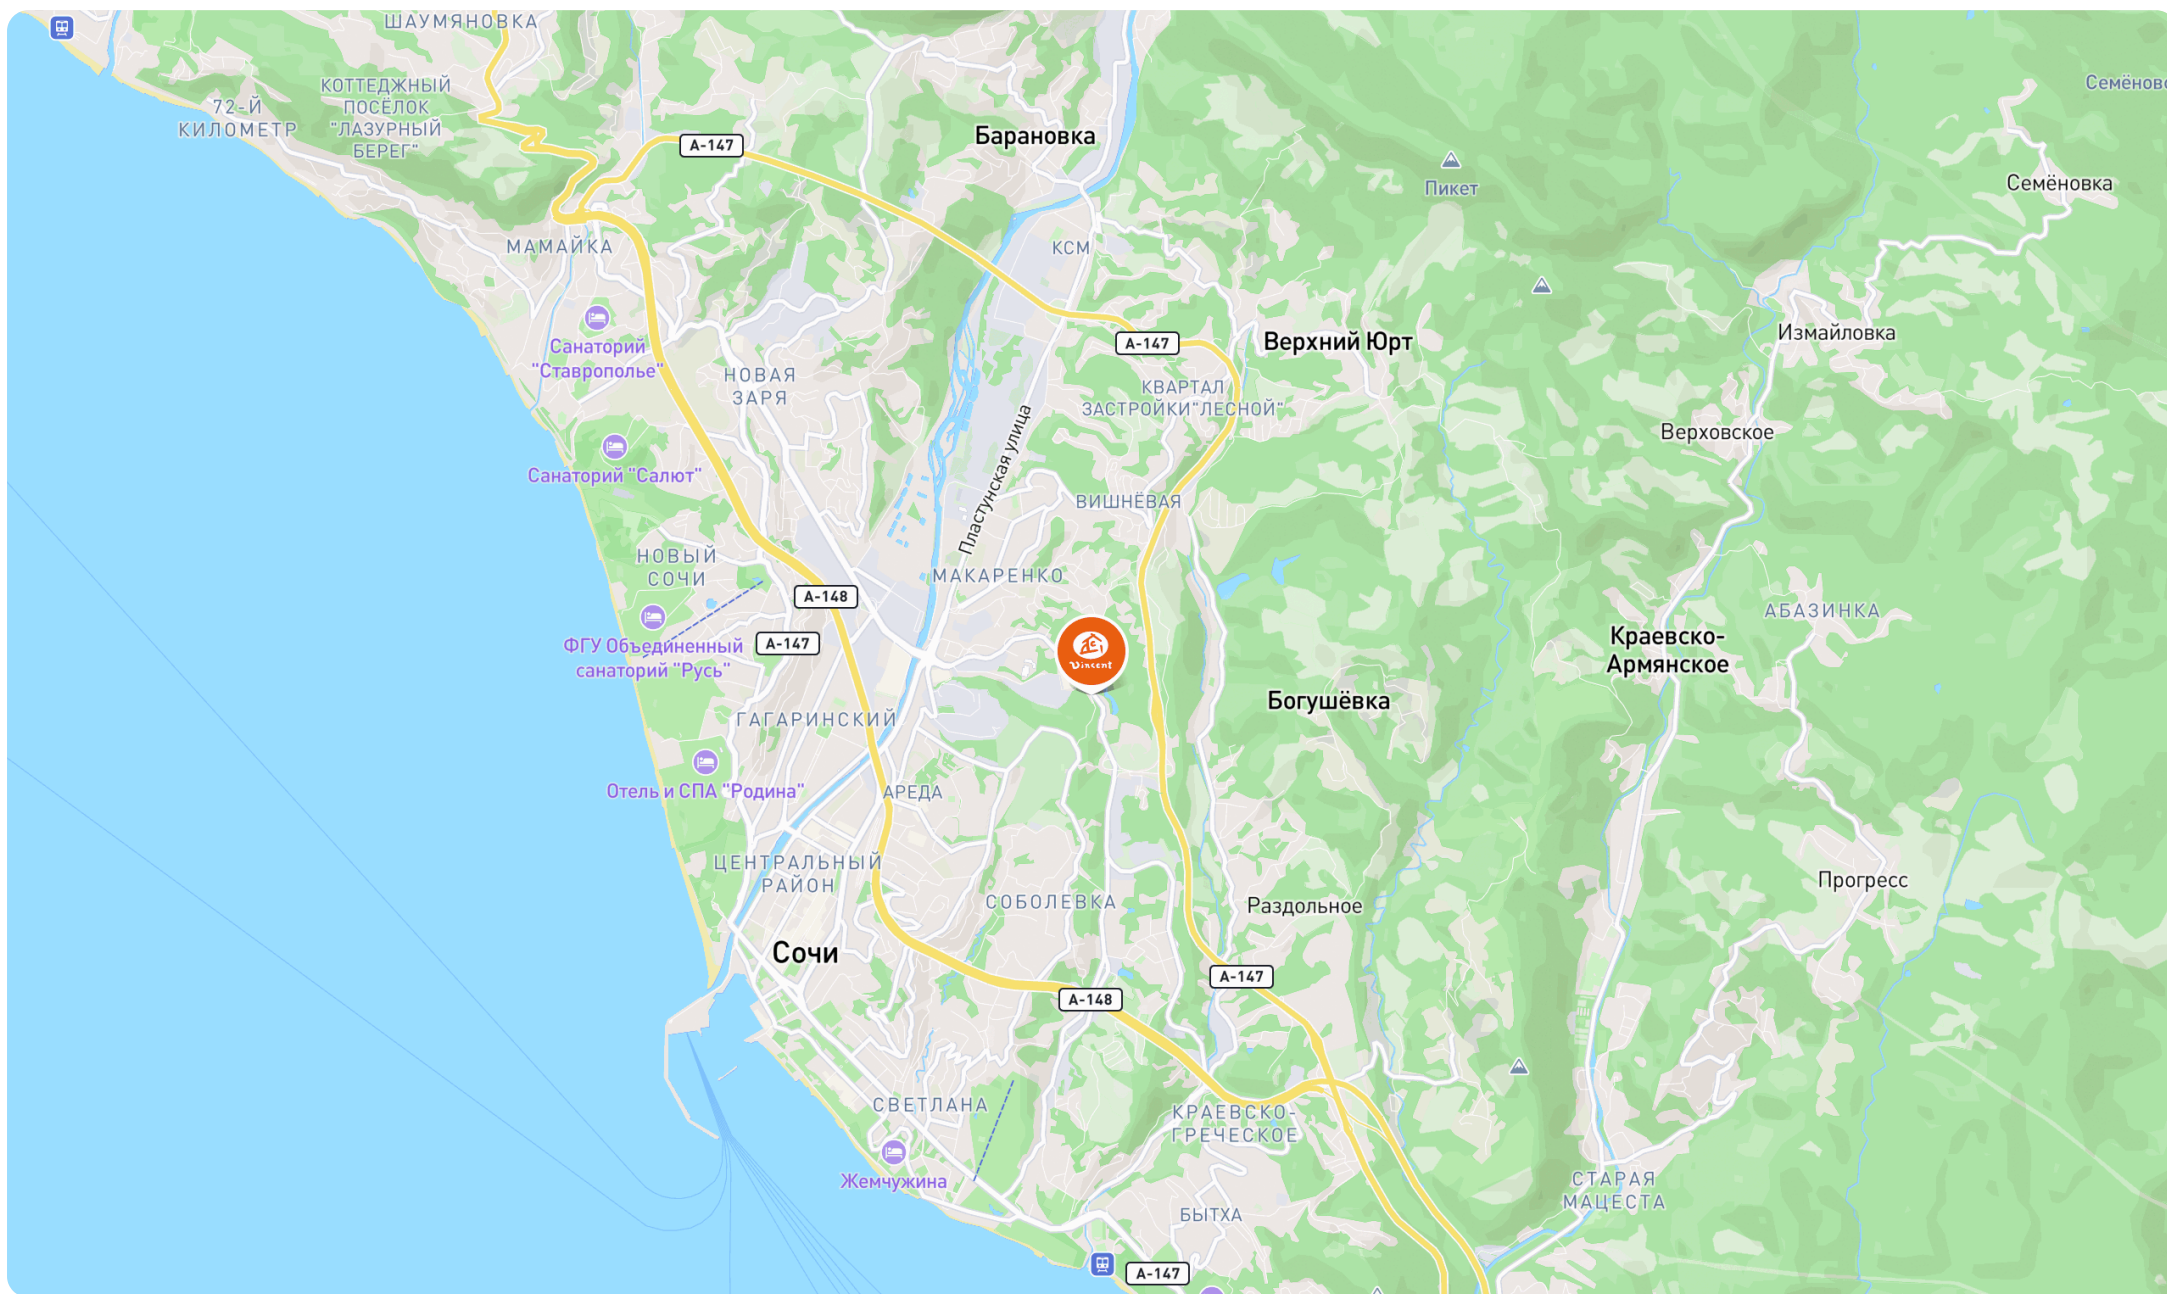 ШАУМЯНОВКА
КОТТЕДЖНЫЙ
ПОСЁЛОК
"ЛАЗУРНЫЙ
БЕРЕГ"
72-Й
КИЛОМЕТР
Семёновс
А-147
Барановка
Пикет
Семёновка
МАМАЙКА
КСМ
Санаторий
"Ставрополье"
А-147
Верхний Юрт
Измайловка
НОВАЯ
ЗАРЯ
КВАРТАЛ
ЗАСТРОЙКИ"ЛЕСНОЙ"
Пластунская улица
Верховское
Санаторий "Салют"
ВИШНЁВАЯ
НОВЫЙ
СОЧИ
МАКАРЕНКО
А-148
АБАЗИНКА
ФГУ Объединенный
санаторий "Русь"
А-147
Vincent
Краевско-
Армянское
Богушёвка
ГАГАРИНСКИЙ
Отель и СПА "Родина"
АРЕДА
ЦЕНТРАЛЬНЫЙ
РАЙОН
СОБОЛЕВКА
Раздольное
Прогресс
Сочи
А-148
А-147
СВЕТЛАНА
КРАЕВСКО-
ГРЕЧЕСКОЕ
Жемчужина
СТАРАЯ
МАЦЕСТА
БЫТХА
А-147